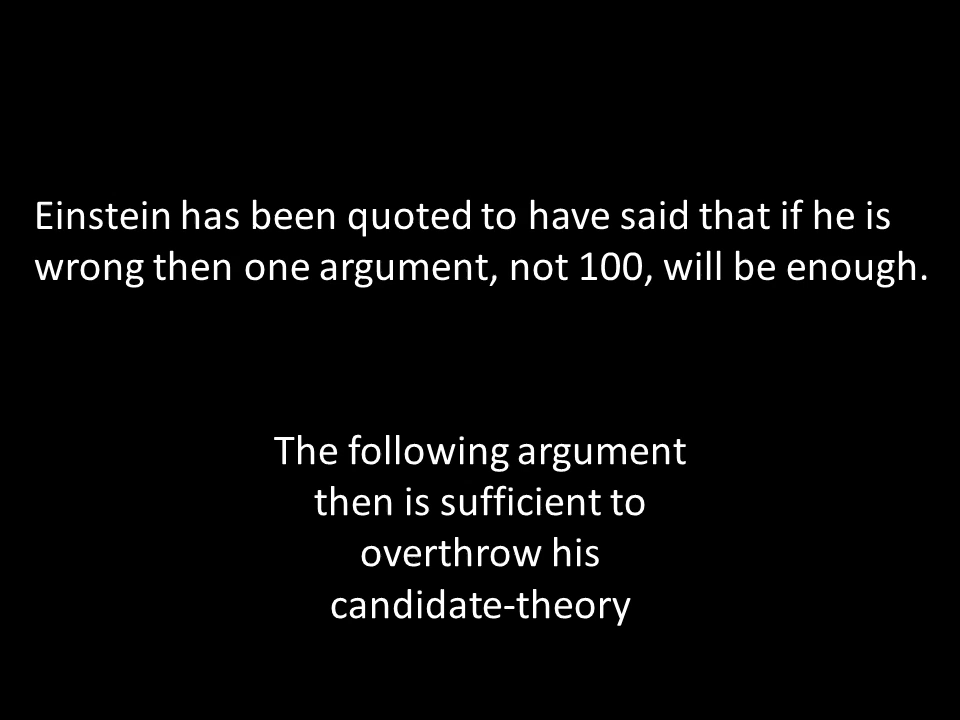 Einstein has been quoted to have said that if he is
wrong then one argument, not 100, will be enough.
The following argument
then is sufficient to
overthrow his
candidate-theory